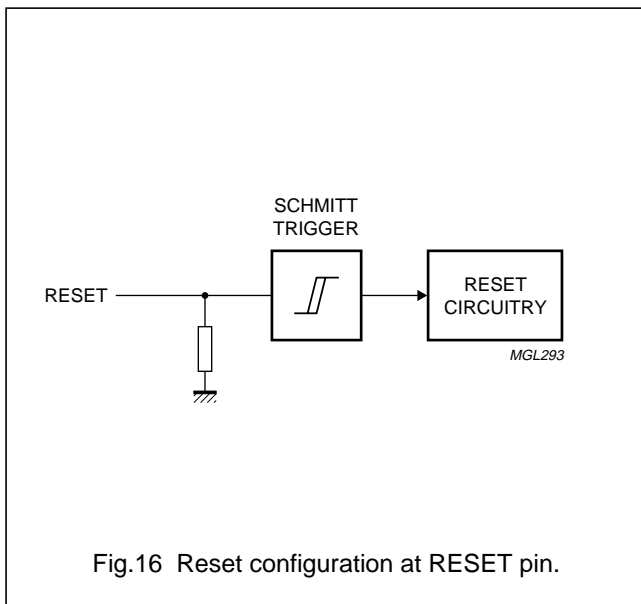 SCHMITT
TRIGGER
RESET
RESET
CIRCUITRY
MGL293
Fig.16 Reset configuration at RESET pin.